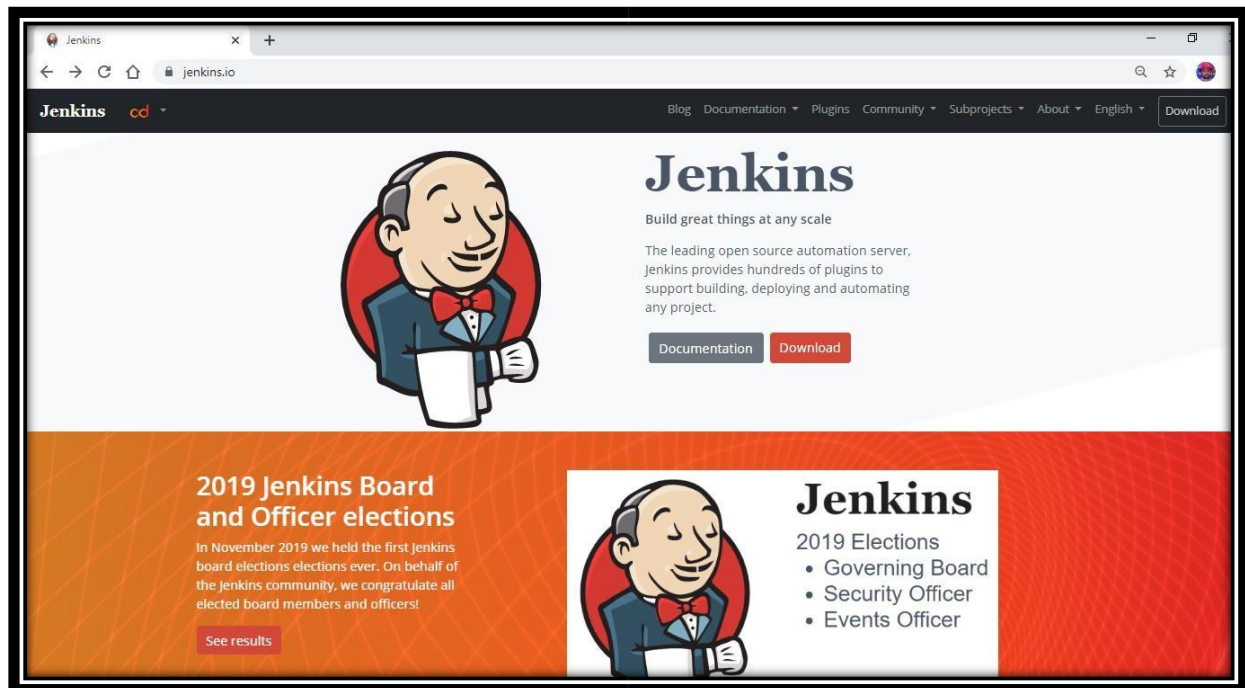 Jenkins
jenkins.io
Jenkins cd Blog Documentation Plugins Community Subprojects About English Download
Jenkins
Build great things at any scale
The leading open source automation server,
Jenkins provides hundreds of plugins to
support building, deploying and automating
any project.
Documentation Download
2019 Jenkins Board
and Officer elections
In November 2019 we held the first Jenkins
board elections elections ever. On behalf of
the Jenkins community, we congratulate all
elected board members and officers!
See results
Jenkins
2019 Elections
• Governing Board
• Security Officer
• Events Officer